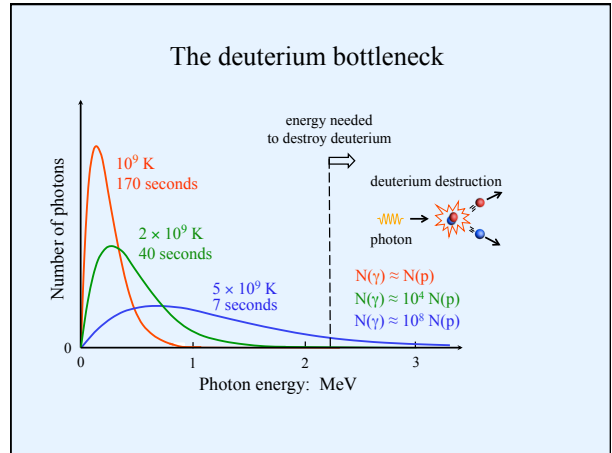 The deuterium bottleneck
energy needed
to destroy deuterium
10⁹ K
170 seconds
deuterium destruction
photon
2 × 10⁹ K
40 seconds
5 × 10⁹ K
7 seconds
N(γ) ≈ N(p)
N(γ) ≈ 10⁴ N(p)
N(γ) ≈ 10⁸ N(p)
Number of photons
0
0
1
2
3
Photon energy: MeV